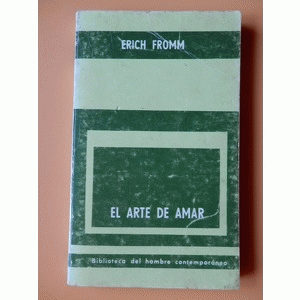 ERICH FROMM
EL ARTE DE AMAR
Biblioteca del hombre contemporáneo